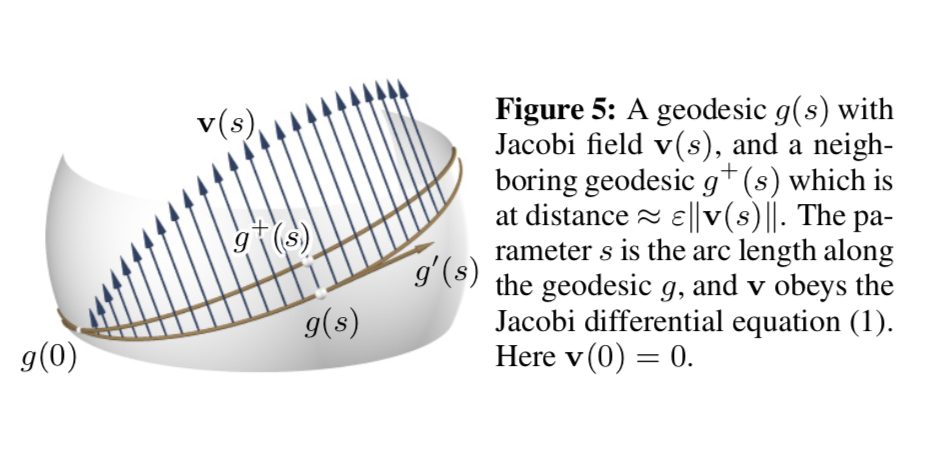 v(s)
g⁺(s)
g′(s)
g(s)
g(0)
Figure 5: A geodesic g(s) with
Jacobi field v(s), and a neigh-
boring geodesic g⁺(s) which is
at distance ≈ ε‖v(s)‖. The pa-
rameter s is the arc length along
the geodesic g, and v obeys the
Jacobi differential equation (1).
Here v(0) = 0.